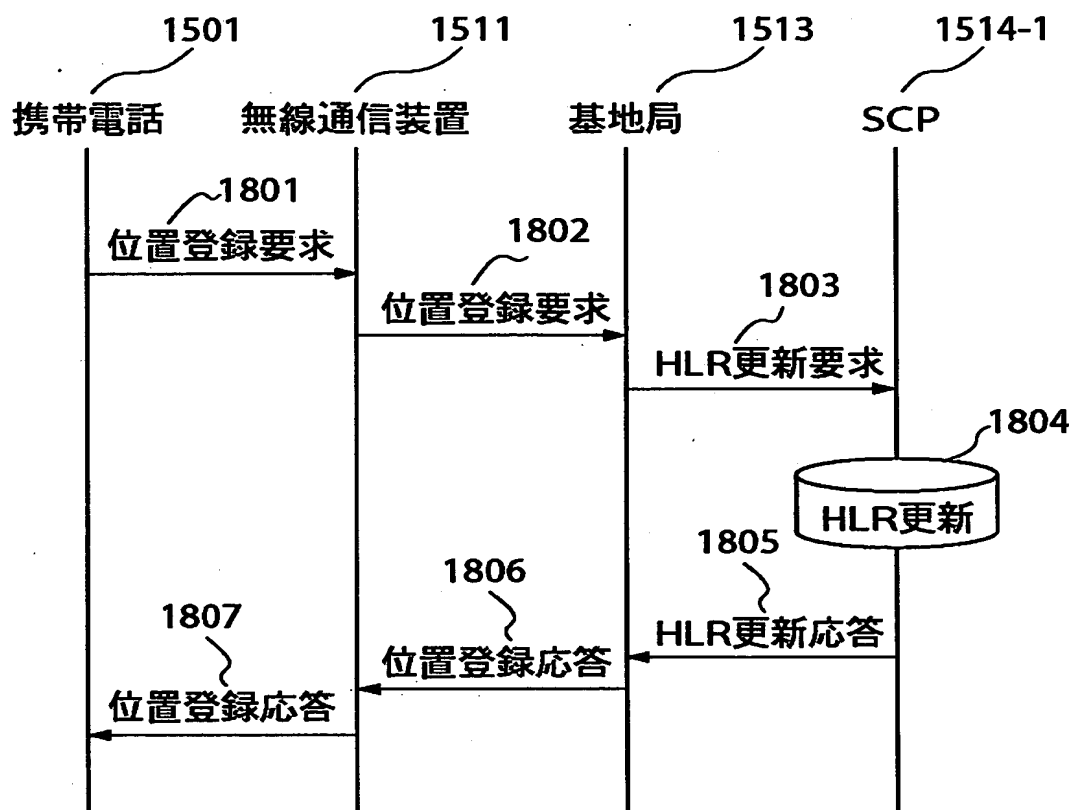 1501
1511
1513
1514-1
携帯電話
無線通信装置
基地局
SCP
1801
位置登録要求
1802
位置登録要求
1803
HLR更新要求
1804
HLR更新
1805
HLR更新応答
1806
位置登録応答
1807
位置登録応答